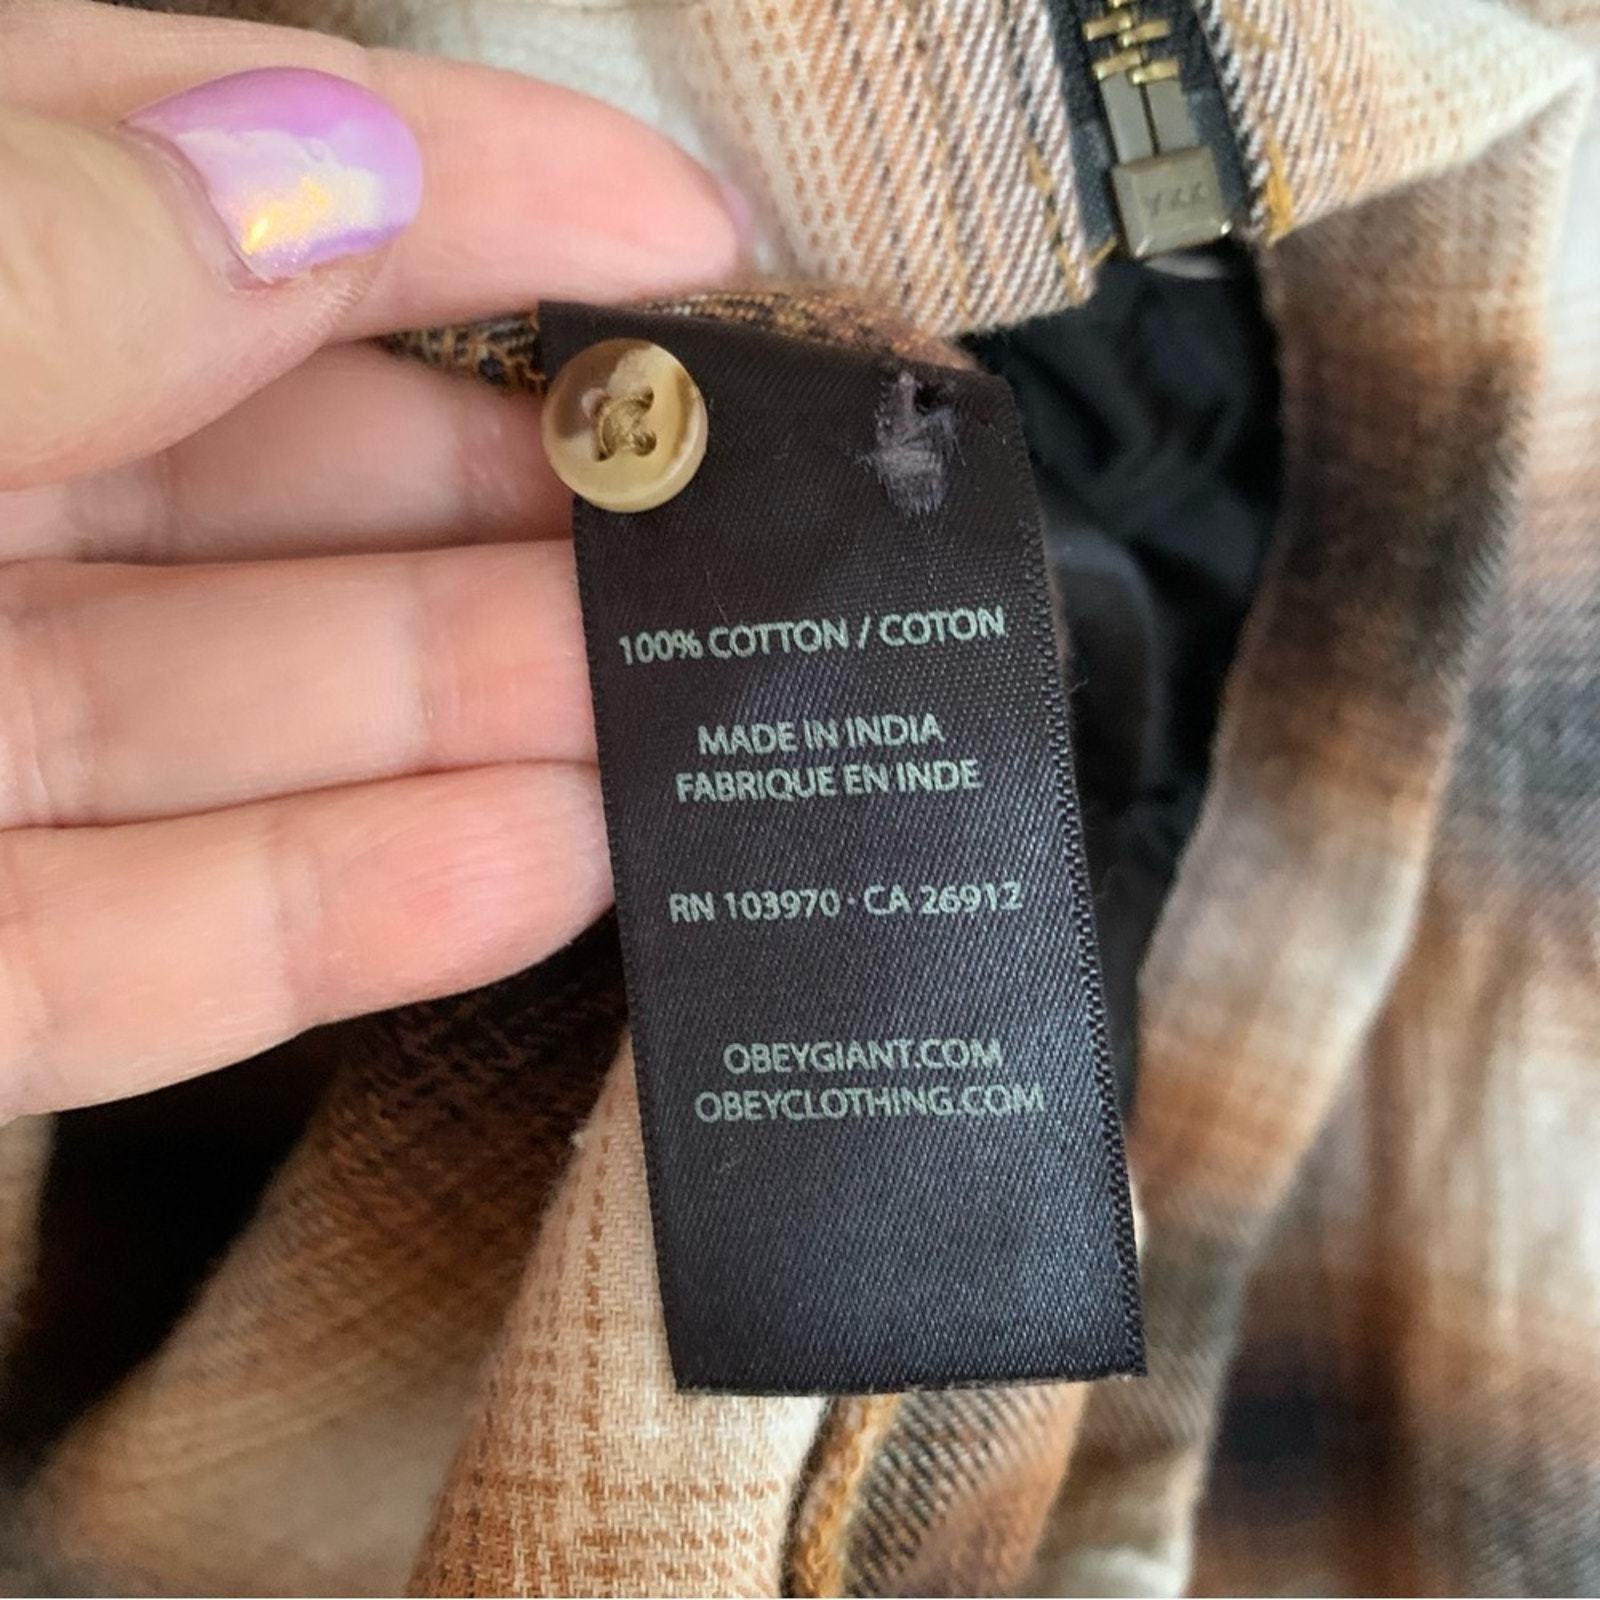 YKK
100% COTTON / COTON
MADE IN INDIA
FABRIQUE EN INDE
RN 103970 · CA 26912
OBEYGIANT.COM
OBEYCLOTHING.COM